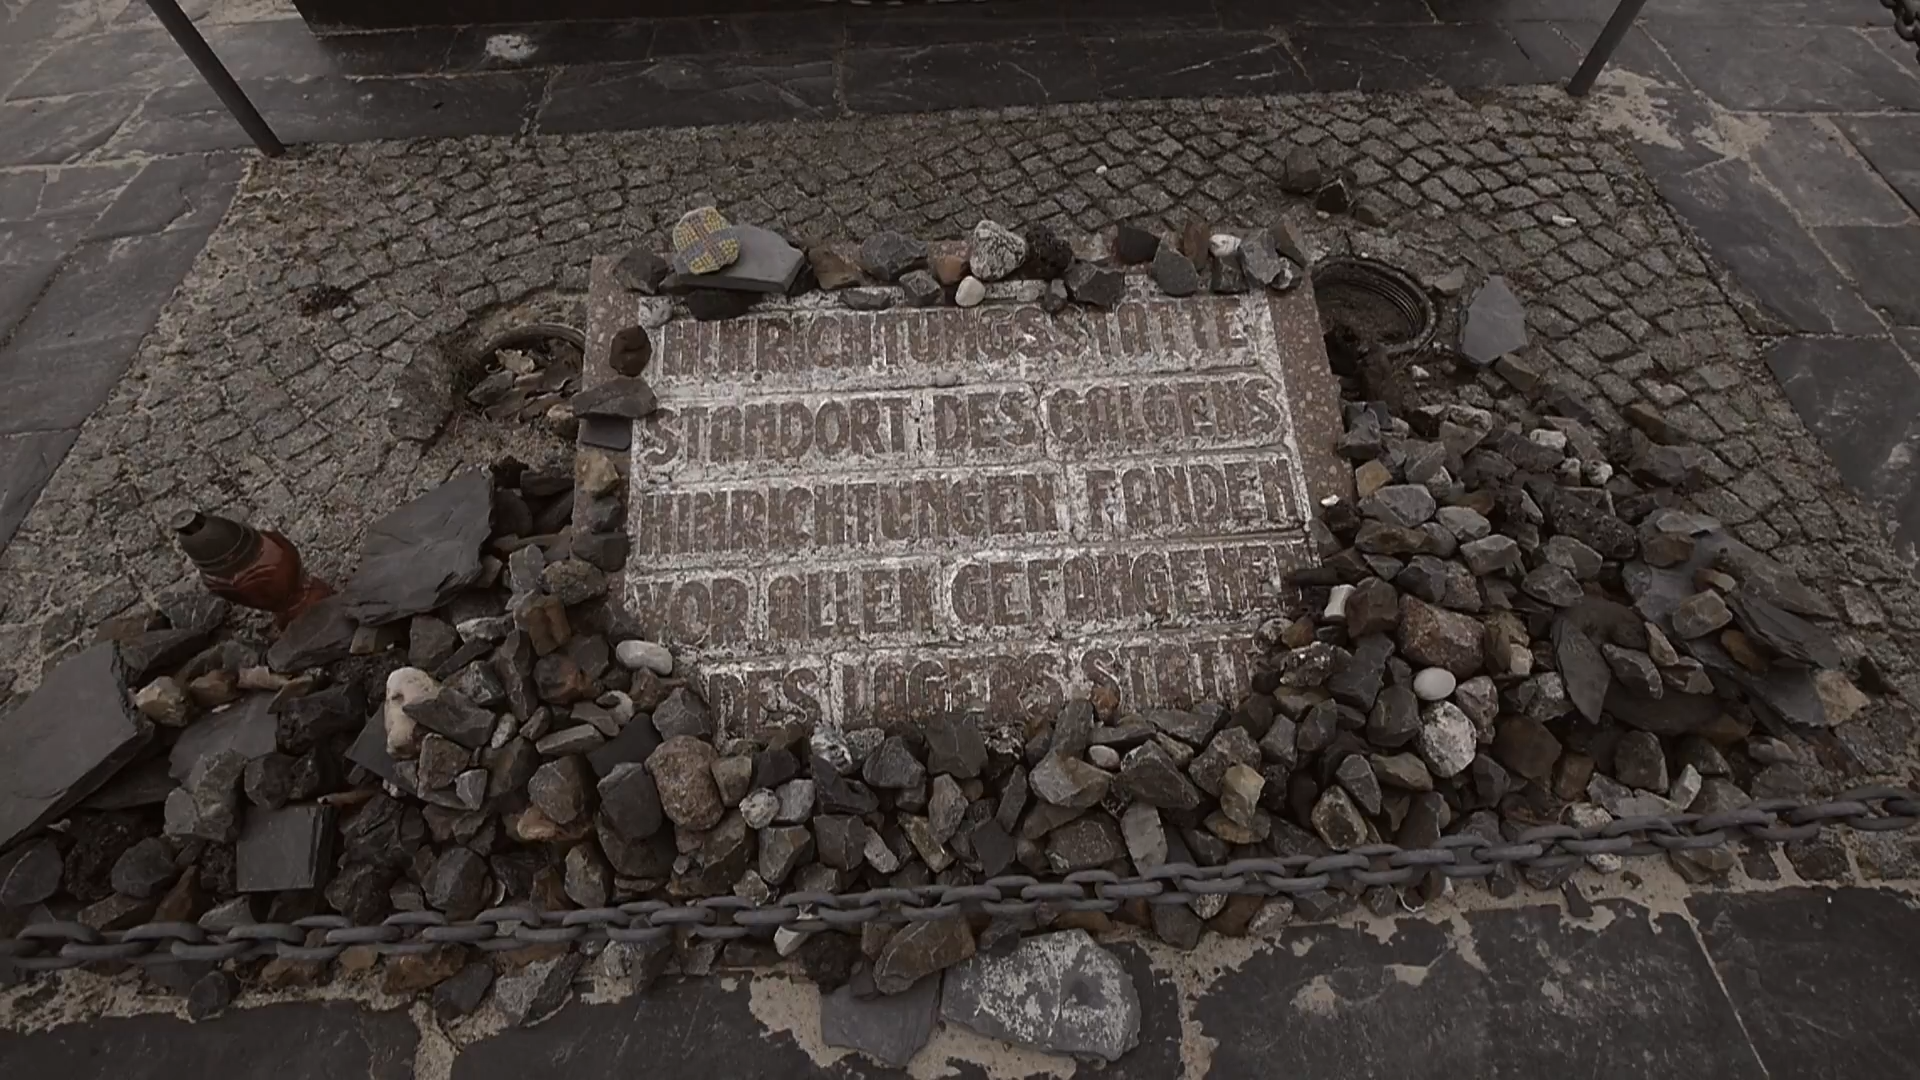 HINRICHTUNGSSTÄTTE
STANDORT DES GALGENS
HINRICHTUNGEN FANDEN
VOR ALLEN GEFANGENEN
DES LAGERS STATT